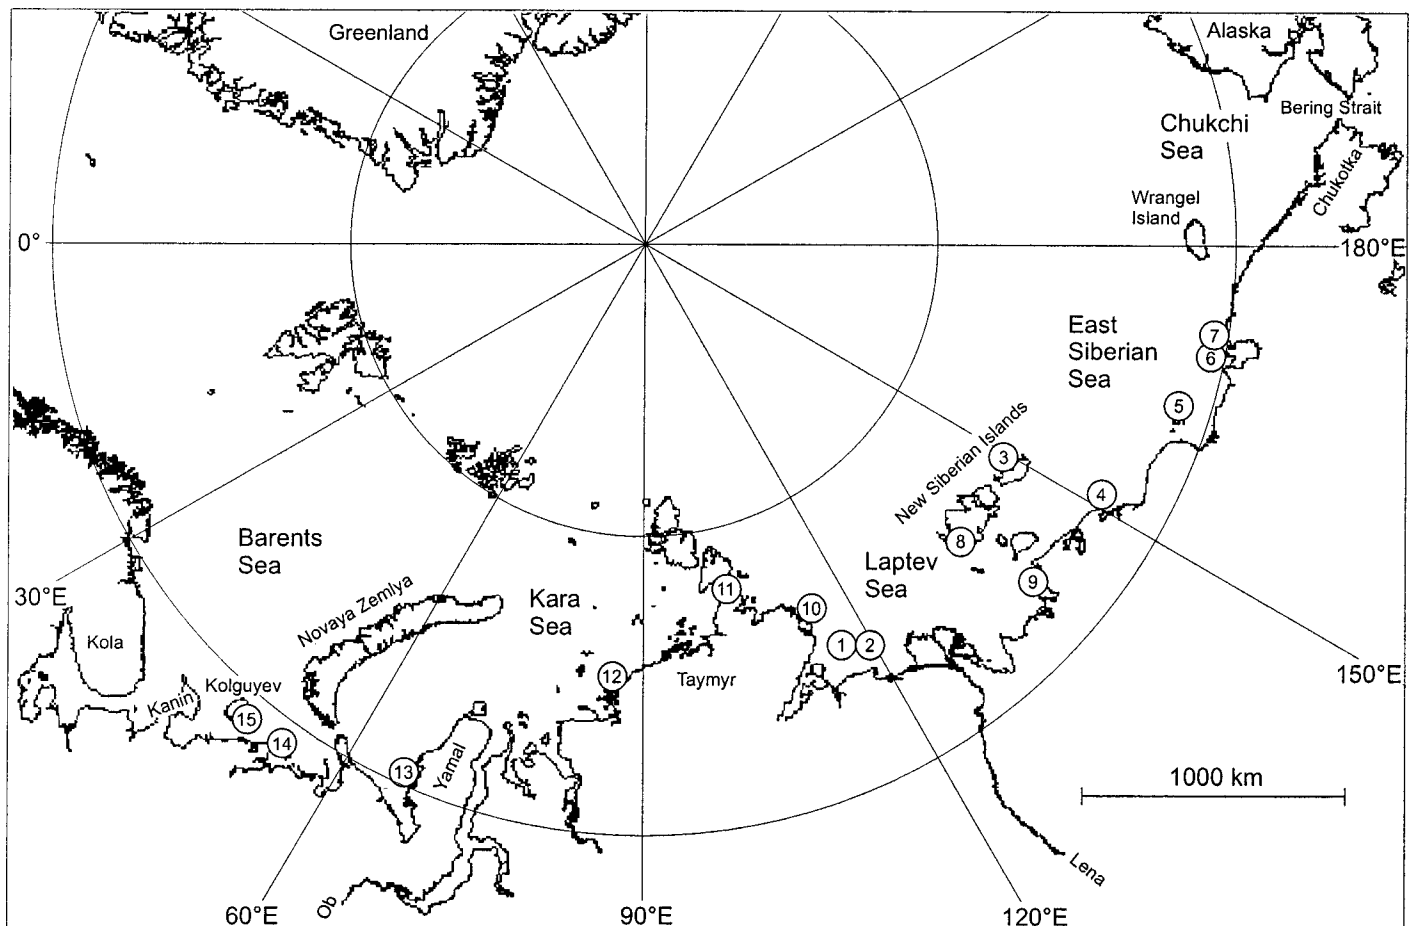 Greenland
Alaska
Bering Strait
Chukchi
Sea
Chukotka
Wrangel
Island
0°
180°E
East
Siberian
Sea
7
6
5
New Siberian Islands
3
4
8
Laptev
Sea
9
Barents
Sea
30°E
Novaya Zemlya
Kara
Sea
11
10
1
2
Kola
Kolguyev
Kanin
15
14
12
Taymyr
150°E
13
Yamal
1000 km
Lena
Ob
60°E
90°E
120°E